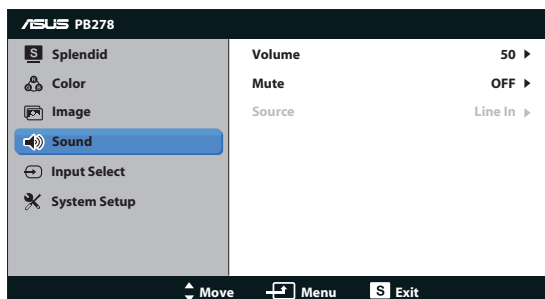 ASUS PB278
S Splendid
Color
Image
Sound
Input Select
System Setup
Volume 50
Mute OFF
Source Line In
Move Menu S Exit